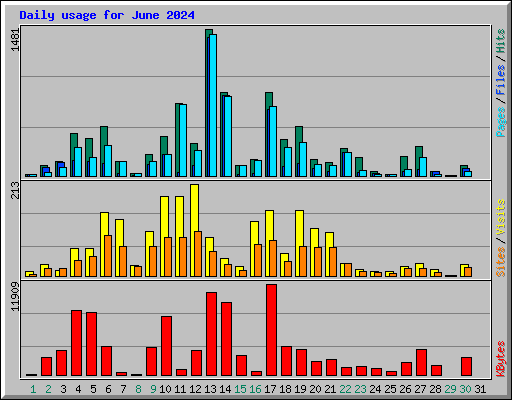 Daily usage for June 2024
1481
213
11909
Pages / Files / Hits
Sites / Visits
KBytes
1 2 3 4 5 6 7 8 9 10 11 12 13 14 15 16 17 18 19 20 21 22 23 24 25 26 27 28 29 30 31